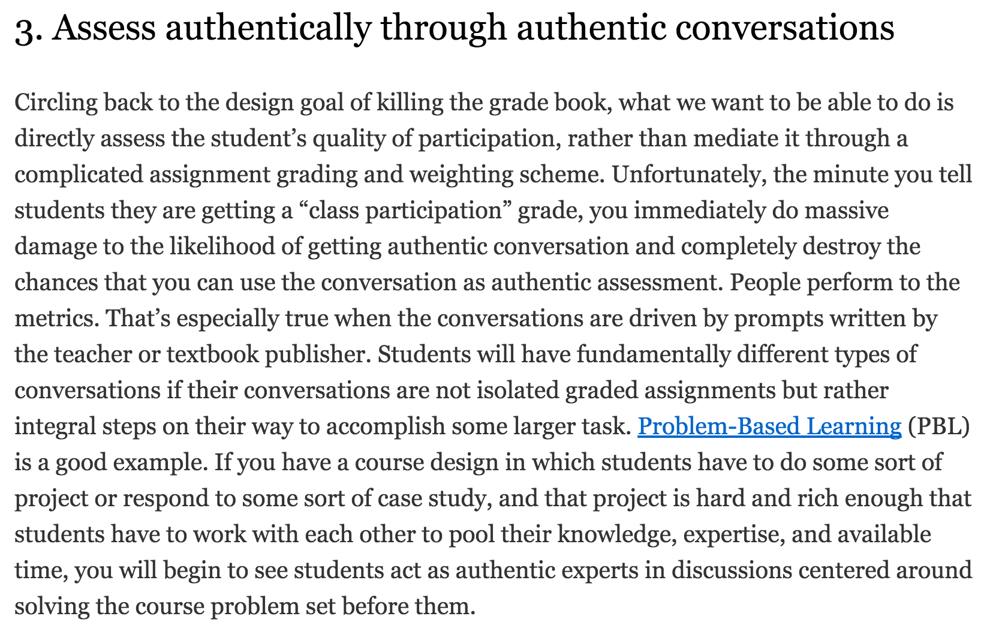 3. Assess authentically through authentic conversations
Circling back to the design goal of killing the grade book, what we want to be able to do is
directly assess the student’s quality of participation, rather than mediate it through a
complicated assignment grading and weighting scheme. Unfortunately, the minute you tell
students they are getting a “class participation” grade, you immediately do massive
damage to the likelihood of getting authentic conversation and completely destroy the
chances that you can use the conversation as authentic assessment. People perform to the
metrics. That’s especially true when the conversations are driven by prompts written by
the teacher or textbook publisher. Students will have fundamentally different types of
conversations if their conversations are not isolated graded assignments but rather
integral steps on their way to accomplish some larger task. Problem-Based Learning (PBL)
is a good example. If you have a course design in which students have to do some sort of
project or respond to some sort of case study, and that project is hard and rich enough that
students have to work with each other to pool their knowledge, expertise, and available
time, you will begin to see students act as authentic experts in discussions centered around
solving the course problem set before them.